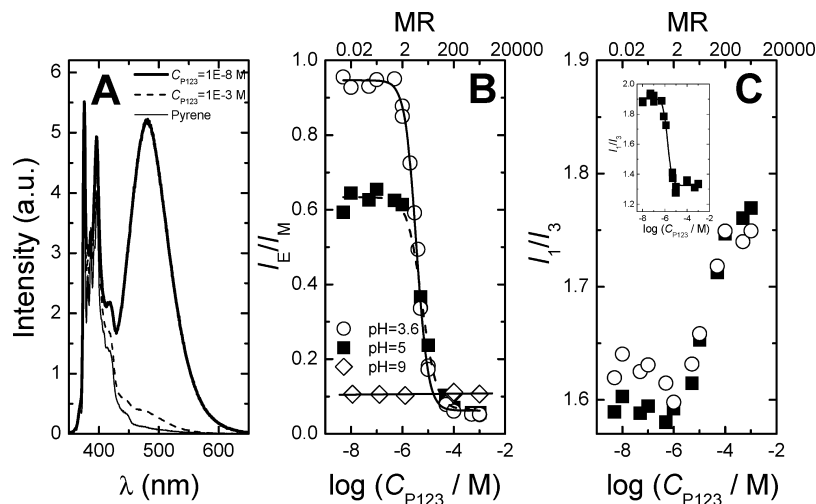 A
C_P123=1E-8 M
C_P123=1E-3 M
Pyrene
Intensity (a.u.)
6
5
4
3
2
1
0
400 500 600
λ (nm)
MR
0.02 2 200 20000
B
I_E/I_M
1.0
0.8
0.6
0.4
0.2
0.0
pH=3.6
pH=5
pH=9
-8 -6 -4 -2
log (C_P123 / M)
MR
0.02 2 200 20000
C
I_1/I_3
1.9
1.8
1.7
1.6
-8 -6 -4 -2
log (C_P123 / M)
I_1/I_3
2.0
1.8
1.6
1.4
1.2
-8 -7 -6 -5 -4 -3 -2
log (C_P123 / M)